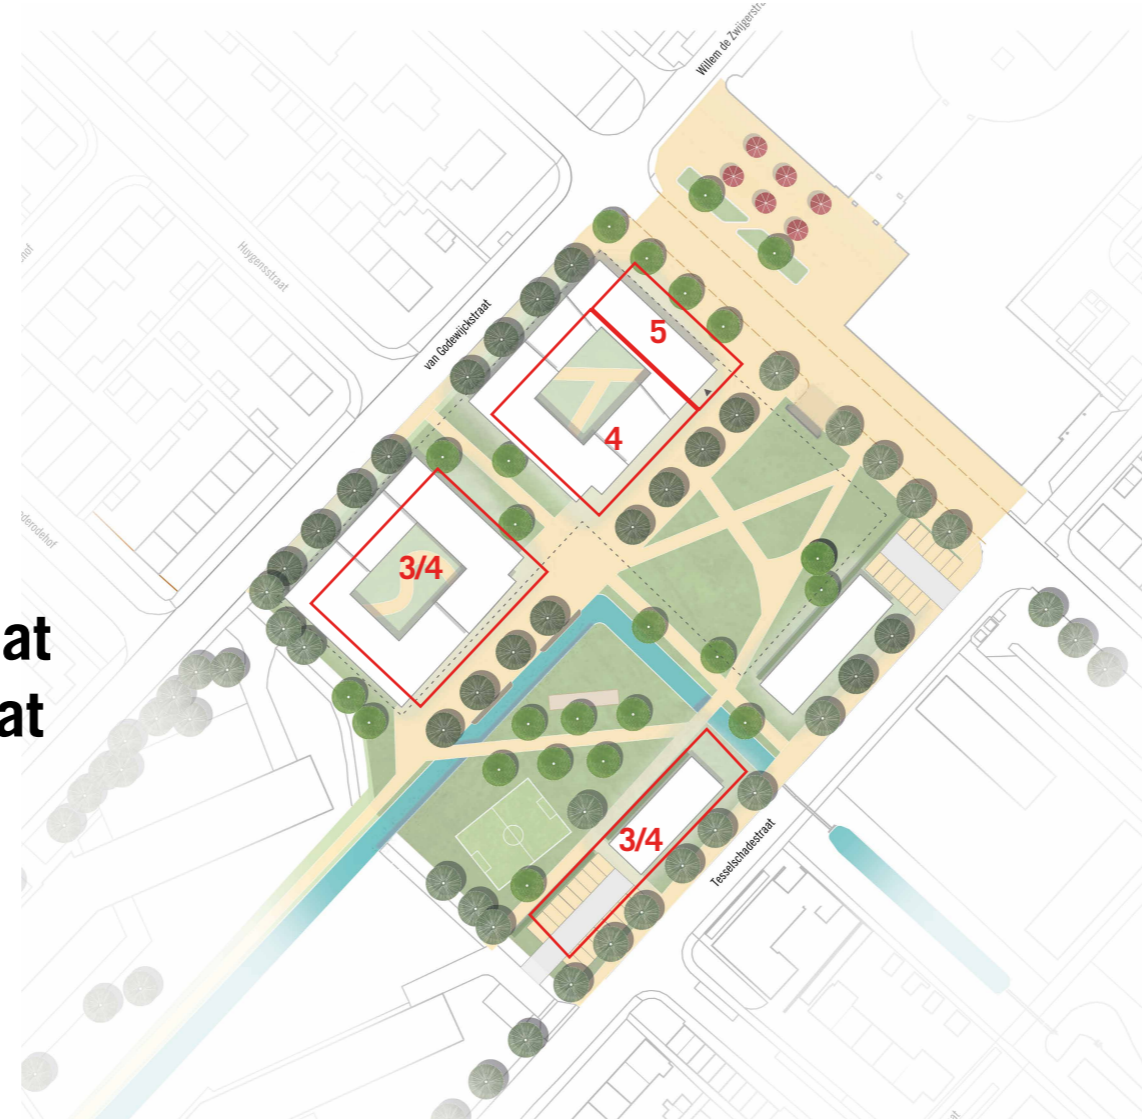 Willem de Zwijgerstr
Huygensstraat
van Godewijckstraat
5
4
3/4
at
at
3/4
Tesselschadestraat